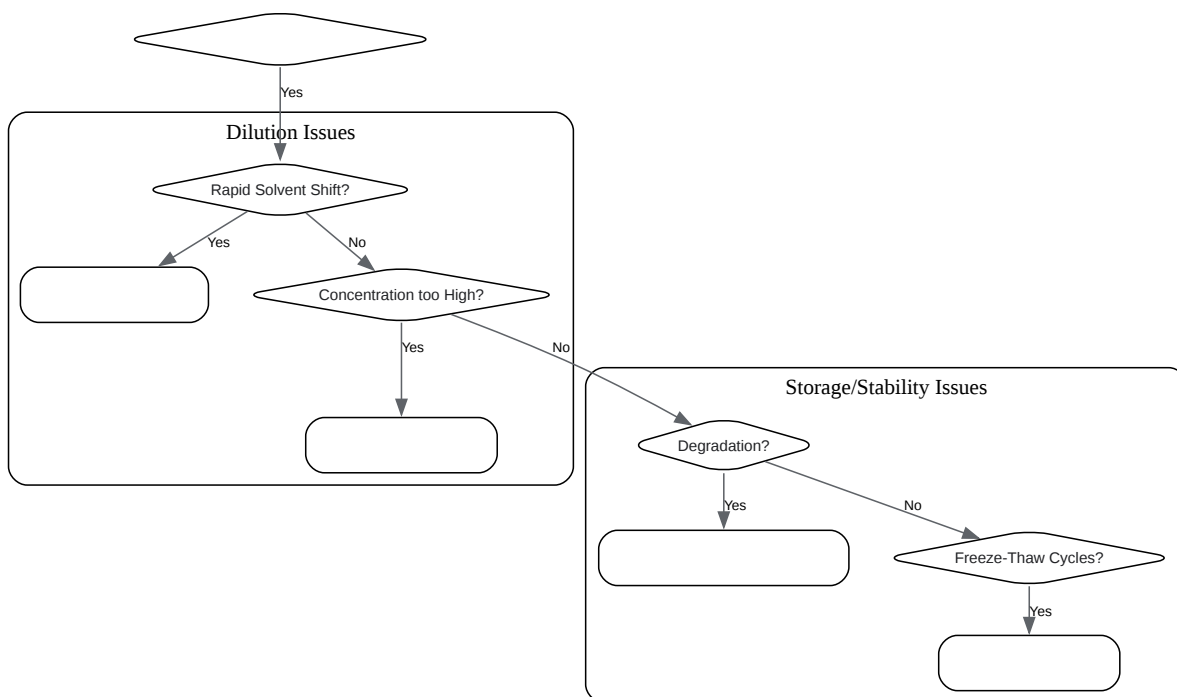 Yes
Dilution Issues
Rapid Solvent Shift?
Yes
No
Concentration too High?
Yes
No
Storage/Stability Issues
Degradation?
Yes
No
Freeze-Thaw Cycles?
Yes